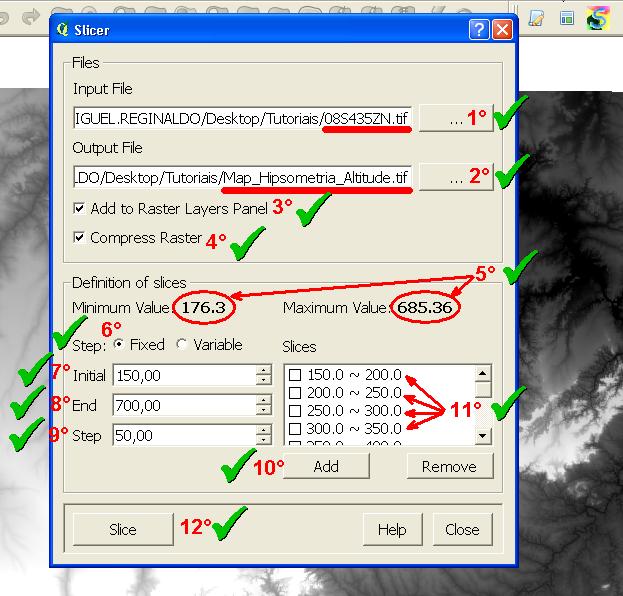 Slicer
Files
Input File
IGUEL.REGINALDO/Desktop/Tutoriais/08S435ZN.tif ... 1°
Output File
.DO/Desktop/Tutoriais/Map_Hipsometria_Altitude.tif ... 2°
Add to Raster Layers Panel 3°
Compress Raster 4°
Definition of slices 5°
Minimum Value: 176.3 Maximum Value: 685.36
6°
Step: Fixed Variable Slices
7° Initial 150,00 150.0 ~ 200.0
200.0 ~ 250.0
8° End 700,00 250.0 ~ 300.0 11°
300.0 ~ 350.0
9° Step 50,00 350.0 ~ 400.0
10° Add Remove
Slice 12° Help Close